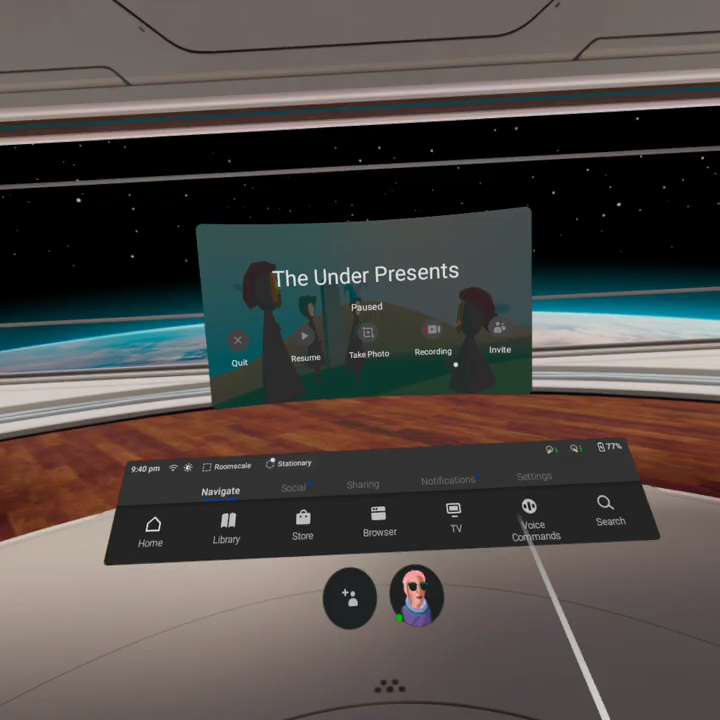 The Under Presents
Paused
Quit
Resume
Take Photo
Recording
Invite
9:40 pm
Roomscale
Stationary
77%
Navigate
Social
Sharing
Notifications
Settings
Home
Library
Store
Browser
TV
Voice
Commands
Search